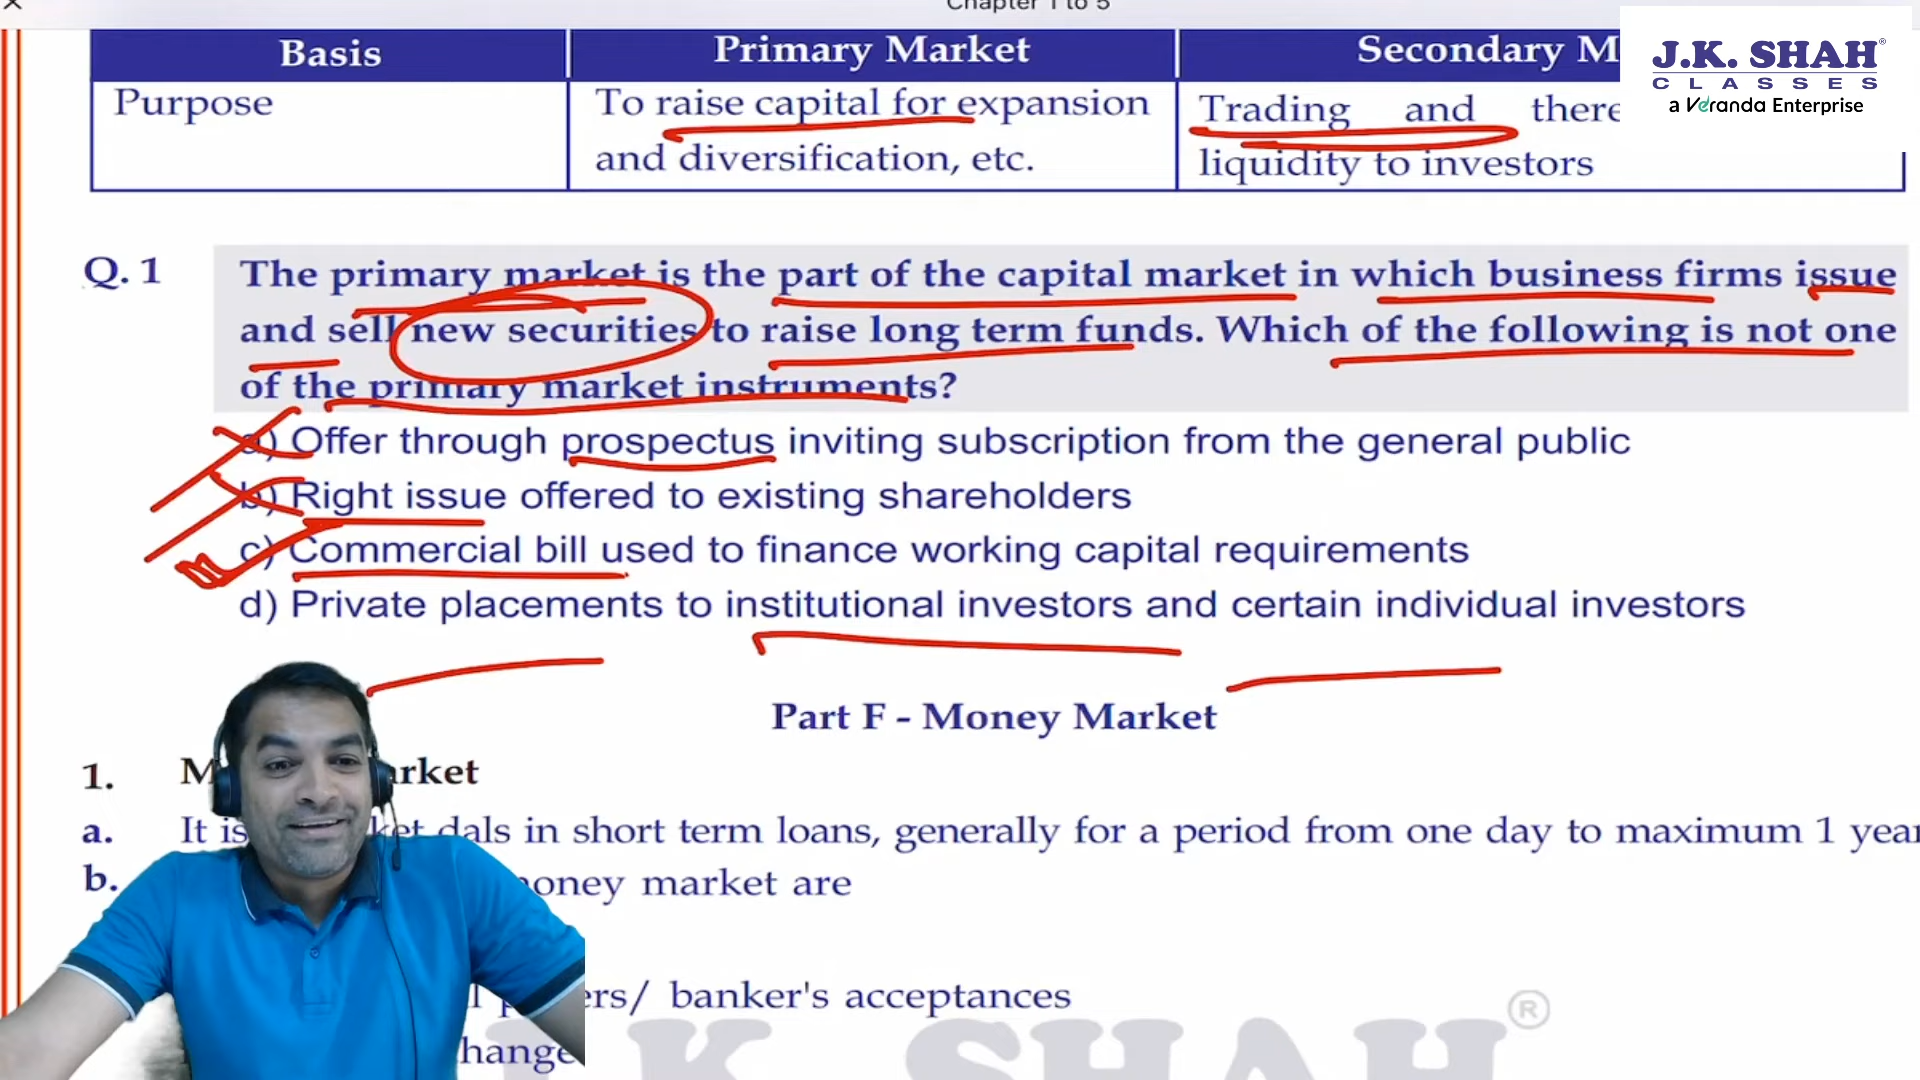 Chapter 1 to 5
J.K. SHAH®
CLASSES
a Veranda Enterprise
Basis Primary Market Secondary M
Purpose To raise capital for expansion Trading and there
and diversification, etc. liquidity to investors
Q. 1 The primary market is the part of the capital market in which business firms issue
and sell new securities to raise long term funds. Which of the following is not one
of the primary market instruments?
a) Offer through prospectus inviting subscription from the general public
b) Right issue offered to existing shareholders
c) Commercial bill used to finance working capital requirements
d) Private placements to institutional investors and certain individual investors
Part F - Money Market
1. M arket
a. It is ket dals in short term loans, generally for a period from one day to maximum 1 year
b. money market are
ers/ banker's acceptances
hange
J.K. SHAH®